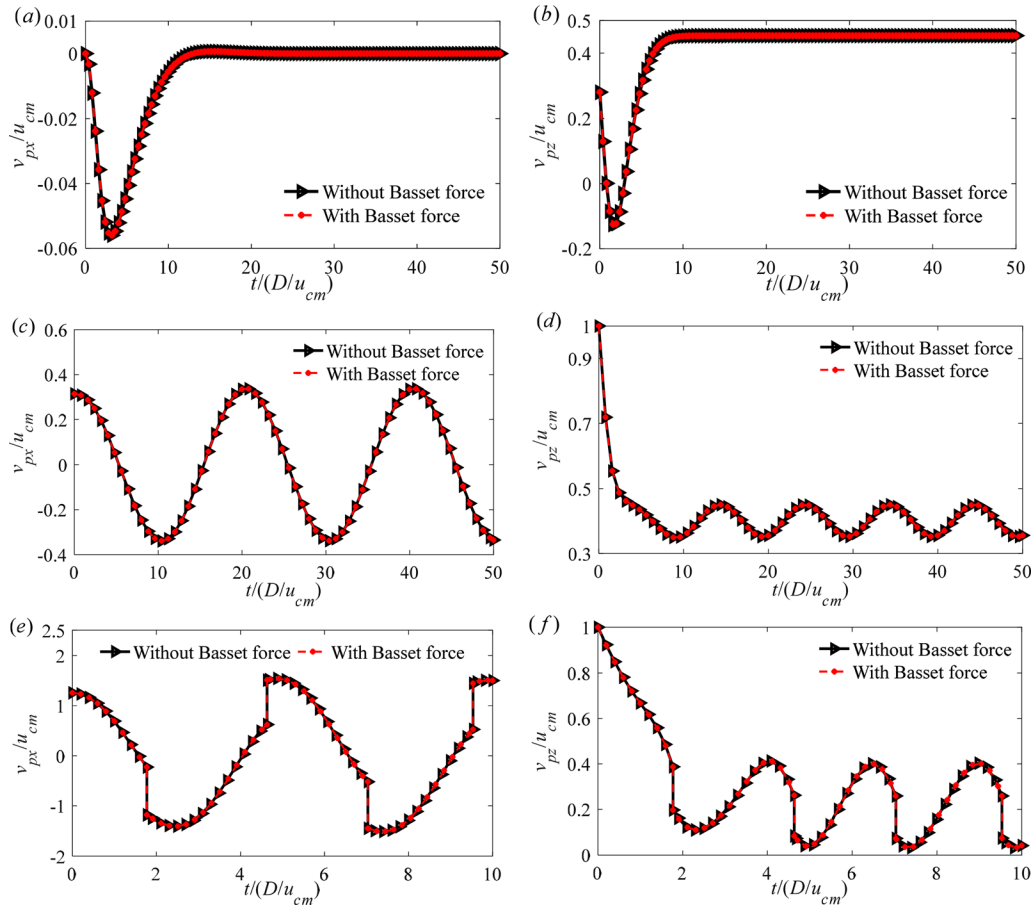 (a)
0.01
0
-0.02
-0.04
-0.06
v_px/u_cm
Without Basset force
With Basset force
0 10 20 30 40 50
t/(D/u_cm)
(b)
0.5
0.4
0.2
0
-0.2
v_pz/u_cm
Without Basset force
With Basset force
0 10 20 30 40 50
t/(D/u_cm)
(c)
0.6
0.4
0.2
0
-0.2
-0.4
v_px/u_cm
Without Basset force
With Basset force
0 10 20 30 40 50
t/(D/u_cm)
(d)
1
0.9
0.7
0.5
0.3
v_pz/u_cm
Without Basset force
With Basset force
0 10 20 30 40 50
t/(D/u_cm)
(e)
2.5
2
1
0
-1
-2
v_px/u_cm
Without Basset force With Basset force
0 2 4 6 8 10
t/(D/u_cm)
(f)
1
0.8
0.6
0.4
0.2
0
v_pz/u_cm
Without Basset force
With Basset force
0 2 4 6 8 10
t/(D/u_cm)